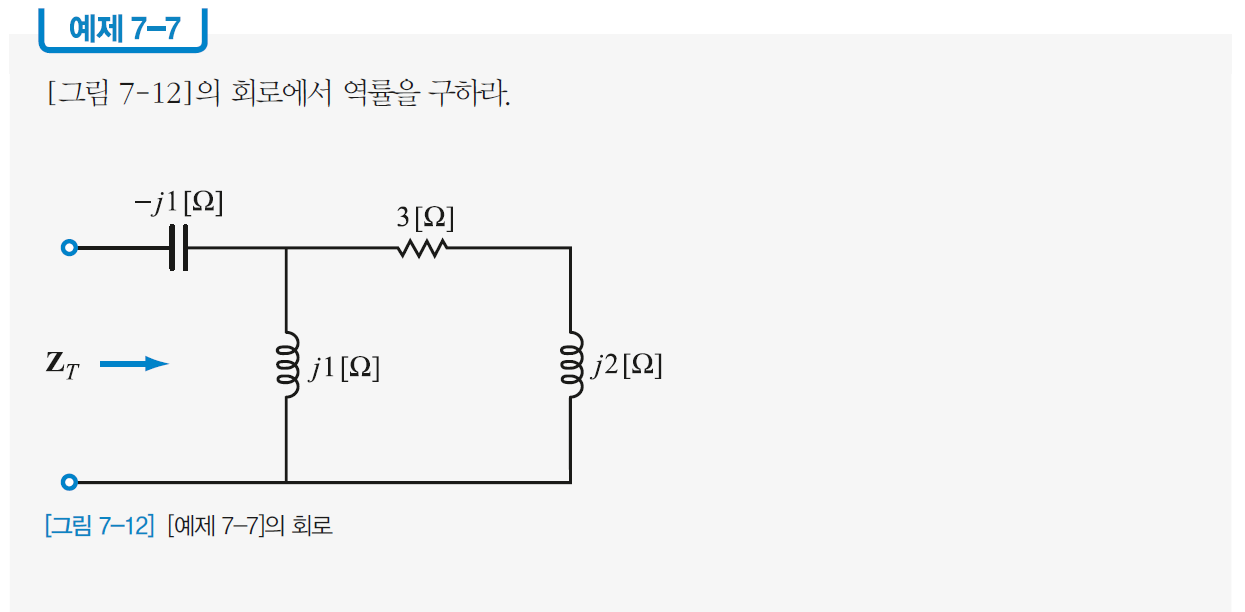 예제 7-7
[그림 7-12]의 회로에서 역률을 구하라.
−j1[Ω]
3[Ω]
Z_T
j1[Ω]
j2[Ω]
[그림 7-12] [예제 7-7]의 회로